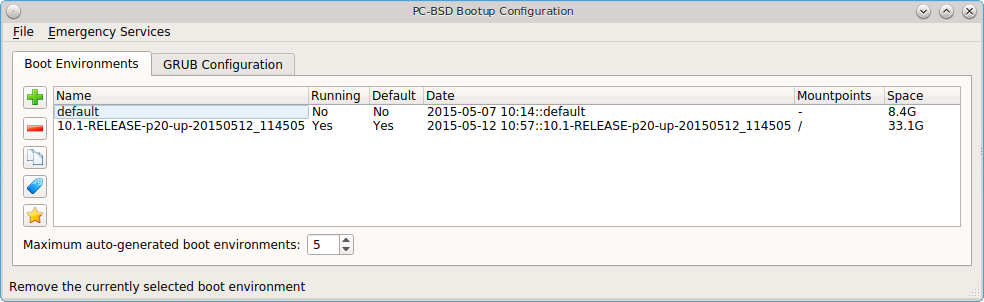 PC-BSD Bootup Configuration
File Emergency Services
Boot Environments GRUB Configuration
Name Running Default Date Mountpoints Space
default No No 2015-05-07 10:14::default - 8.4G
10.1-RELEASE-p20-up-20150512_114505 Yes Yes 2015-05-12 10:57::10.1-RELEASE-p20-up-20150512_114505 / 33.1G
Maximum auto-generated boot environments: 5
Remove the currently selected boot environment